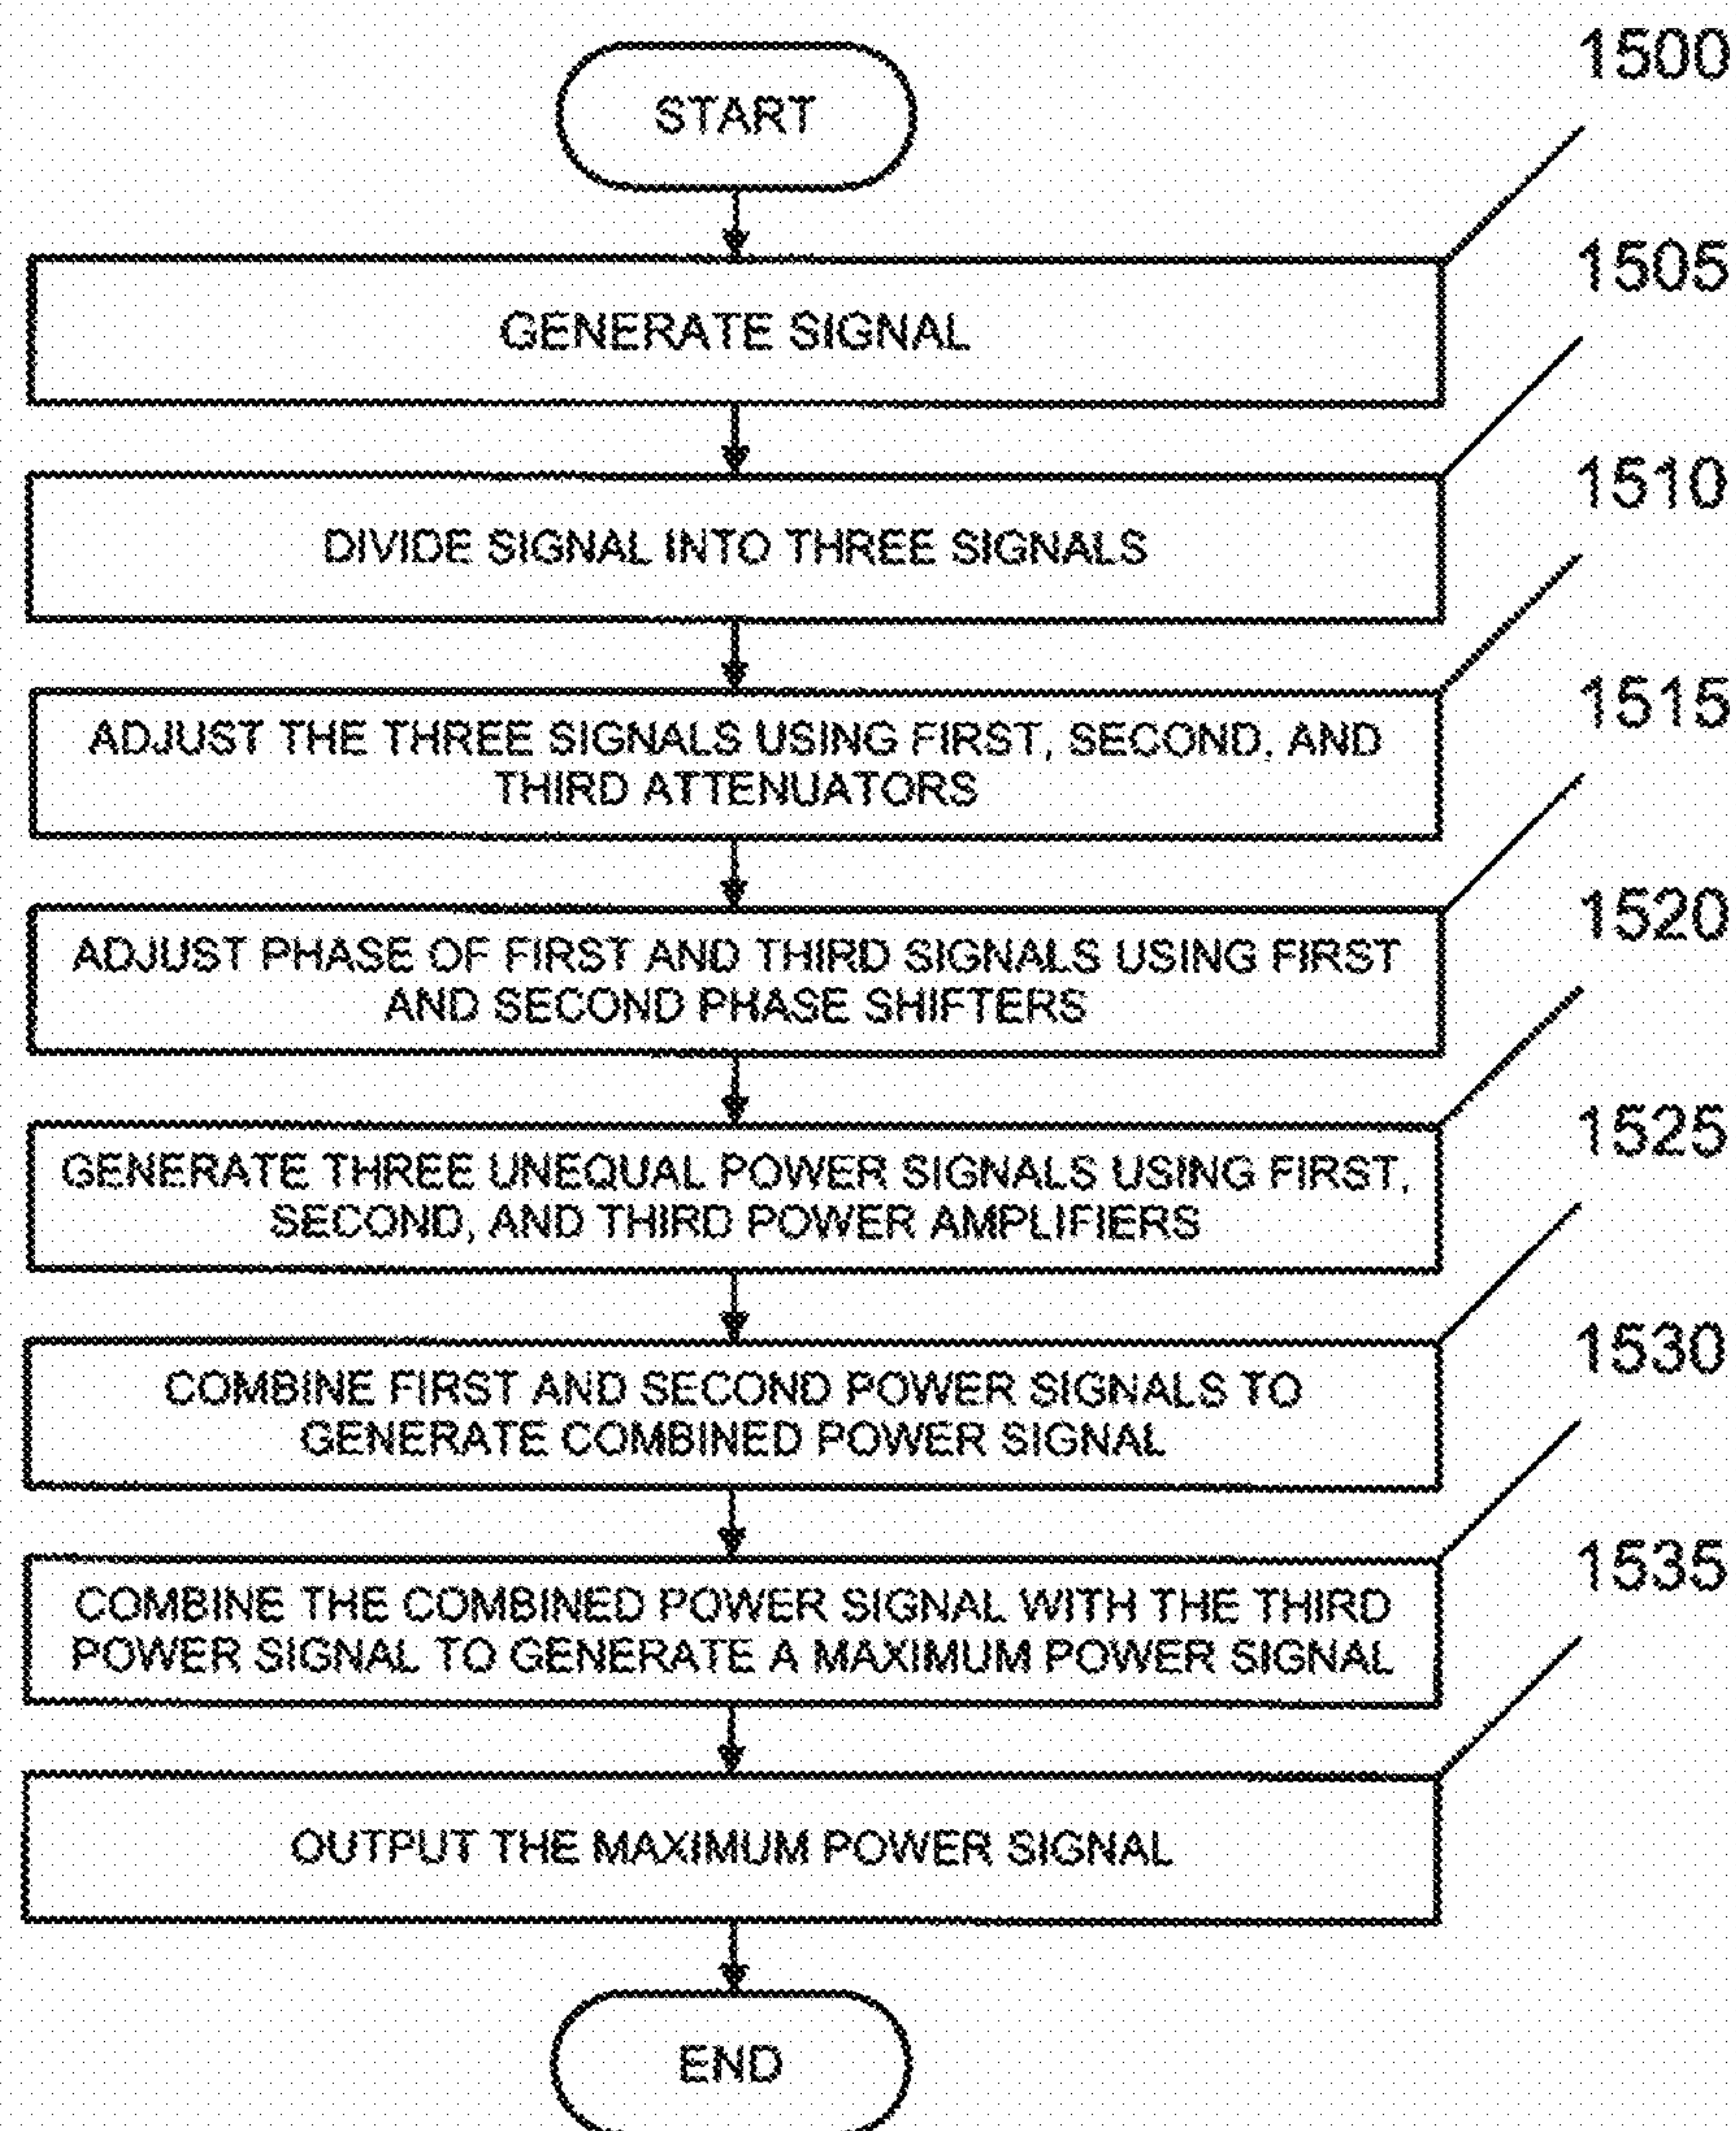 START
1500
GENERATE SIGNAL
1505
DIVIDE SIGNAL INTO THREE SIGNALS
1510
ADJUST THE THREE SIGNALS USING FIRST, SECOND, AND
THIRD ATTENUATORS
1515
ADJUST PHASE OF FIRST AND THIRD SIGNALS USING FIRST
AND SECOND PHASE SHIFTERS
1520
GENERATE THREE UNEQUAL POWER SIGNALS USING FIRST,
SECOND, AND THIRD POWER AMPLIFIERS
1525
COMBINE FIRST AND SECOND POWER SIGNALS TO
GENERATE COMBINED POWER SIGNAL
1530
COMBINE THE COMBINED POWER SIGNAL WITH THE THIRD
POWER SIGNAL TO GENERATE A MAXIMUM POWER SIGNAL
1535
OUTPUT THE MAXIMUM POWER SIGNAL
END